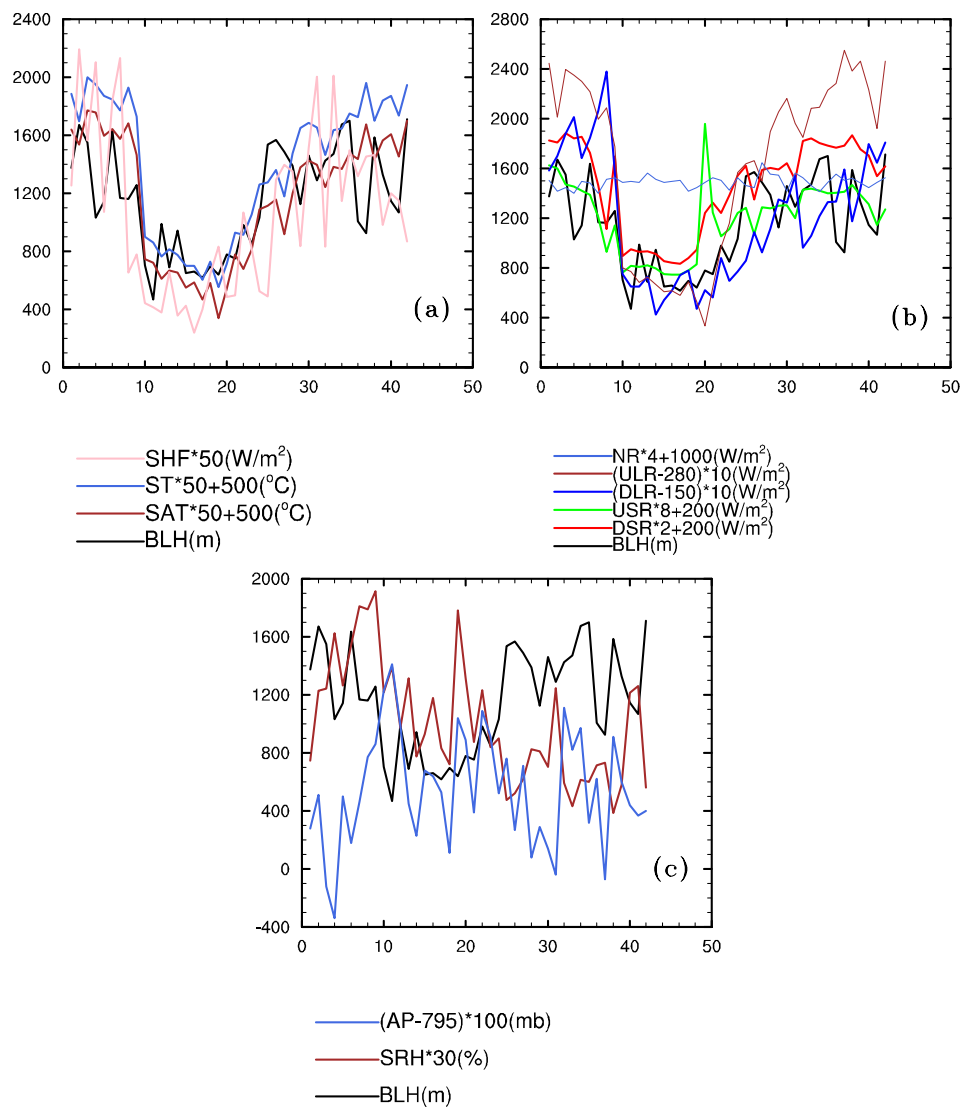 2400
2000
1600
1200
800
400
0
0 10 20 30 40 50
(a)
SHF*50(W/m²)
ST*50+500(°C)
SAT*50+500(°C)
BLH(m)
2800
2400
2000
1600
1200
800
400
0
0 10 20 30 40 50
(b)
NR*4+1000(W/m²)
(ULR-280)*10(W/m²)
(DLR-150)*10(W/m²)
USR*8+200(W/m²)
DSR*2+200(W/m²)
BLH(m)
2000
1600
1200
800
400
0
-400
0 10 20 30 40 50
(c)
(AP-795)*100(mb)
SRH*30(%)
BLH(m)